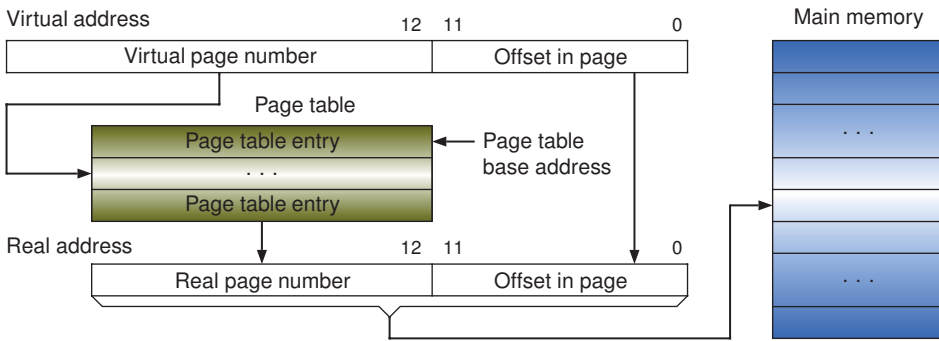 Virtual address 12 11 0 Main memory
Virtual page number Offset in page
Page table
Page table entry Page table
. . . base address
Page table entry
. . .
Real address 12 11 0
Real page number Offset in page
. . .